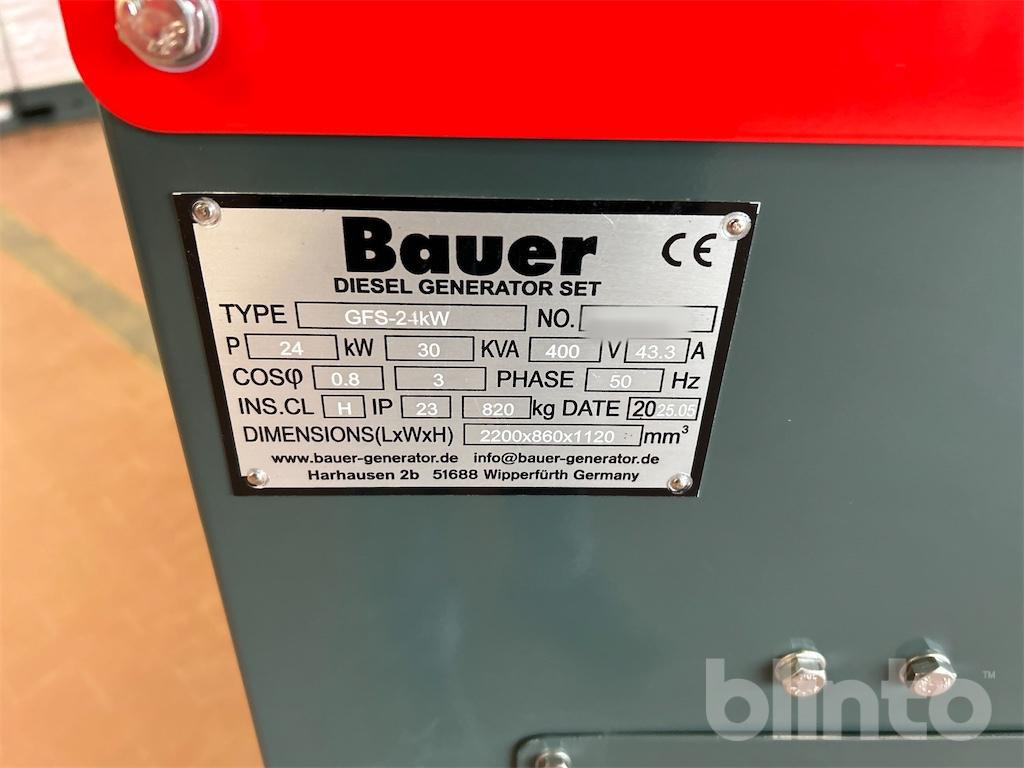 Bauer CE
DIESEL GENERATOR SET
TYPE GFS-24kW NO.
P 24 kW 30 KVA 400 V 43.3 A
COSφ 0.8 3 PHASE 50 Hz
INS.CL H IP 23 820 kg DATE 2025.05
DIMENSIONS(LxWxH) 2200x860x1120 mm³
www.bauer-generator.de info@bauer-generator.de
Harhausen 2b 51688 Wipperfürth Germany
blinto™